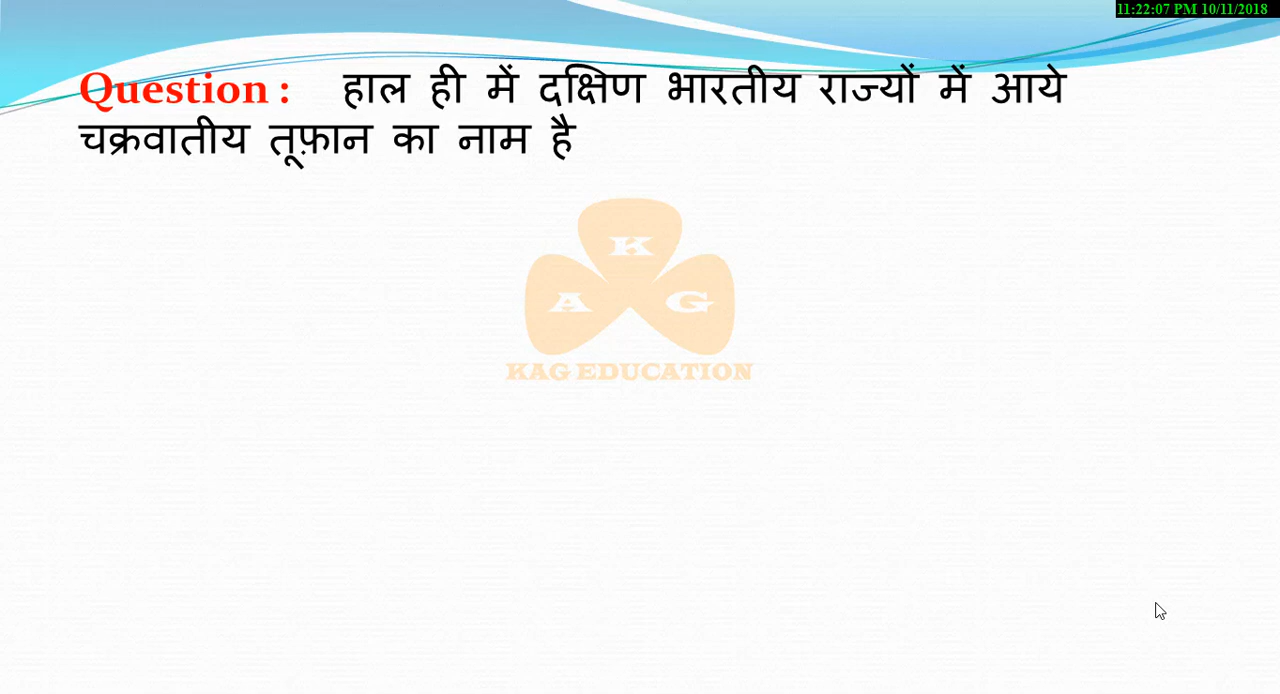 11:22:07 PM 10/11/2018
Question : हाल ही में दक्षिण भारतीय राज्यों में आये
चक्रवातीय तूफ़ान का नाम है
K
A G
KAG EDUCATION